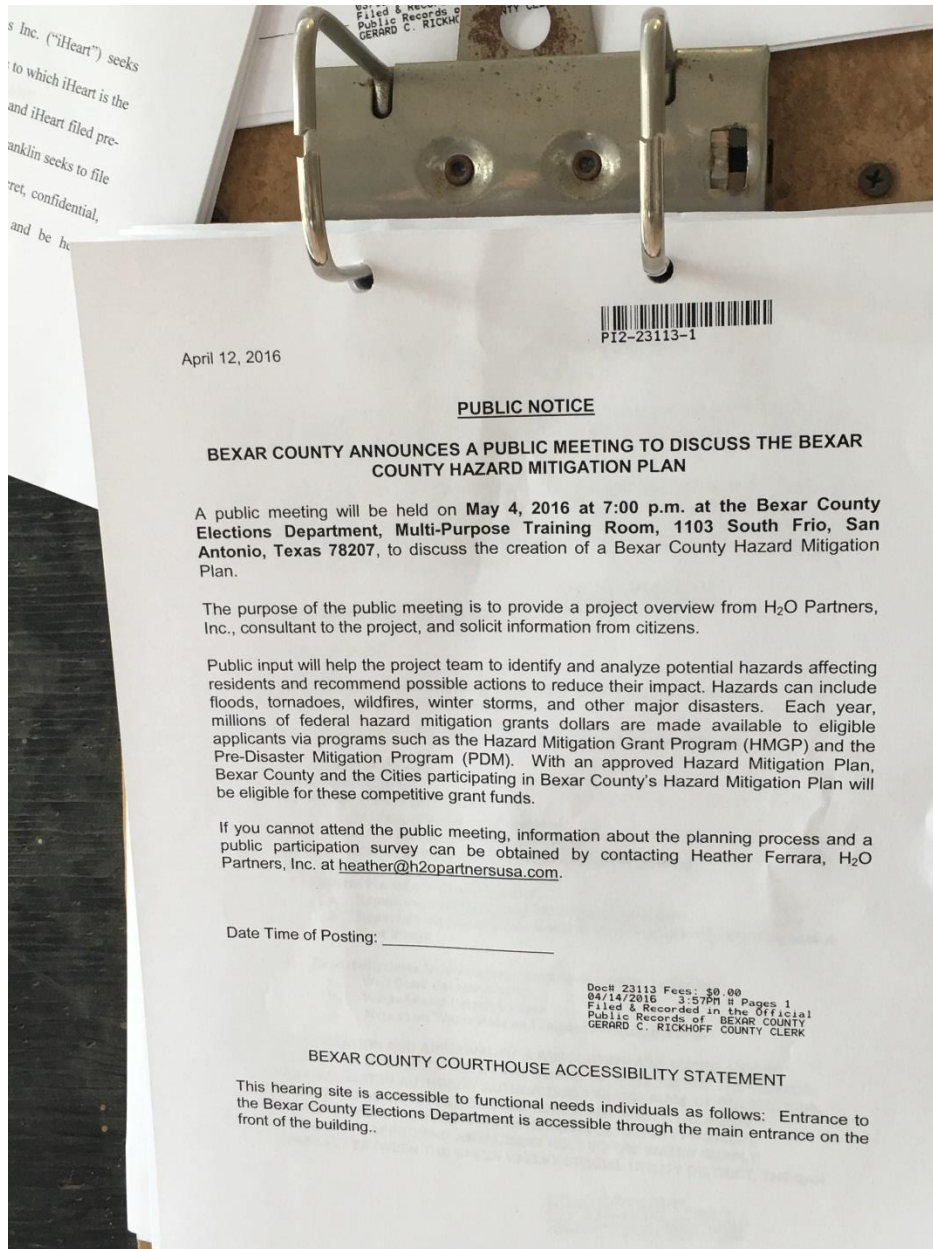 s Inc. ("iHeart") seeks
to which iHeart is the
and iHeart filed pre-
anklin seeks to file
ret, confidential,
and be
Filed &
Public Records
GERARD C. RICKHO
NTY CLER
PI2-23113-1
April 12, 2016
PUBLIC NOTICE
BEXAR COUNTY ANNOUNCES A PUBLIC MEETING TO DISCUSS THE BEXAR
COUNTY HAZARD MITIGATION PLAN
A public meeting will be held on May 4, 2016 at 7:00 p.m. at the Bexar County
Elections Department, Multi-Purpose Training Room, 1103 South Frio, San
Antonio, Texas 78207, to discuss the creation of a Bexar County Hazard Mitigation
Plan.
The purpose of the public meeting is to provide a project overview from H₂O Partners,
Inc., consultant to the project, and solicit information from citizens.
Public input will help the project team to identify and analyze potential hazards affecting
residents and recommend possible actions to reduce their impact. Hazards can include
floods, tornadoes, wildfires, winter storms, and other major disasters. Each year,
millions of federal hazard mitigation grants dollars are made available to eligible
applicants via programs such as the Hazard Mitigation Grant Program (HMGP) and the
Pre-Disaster Mitigation Program (PDM). With an approved Hazard Mitigation Plan,
Bexar County and the Cities participating in Bexar County's Hazard Mitigation Plan will
be eligible for these competitive grant funds.
If you cannot attend the public meeting, information about the planning process and a
public participation survey can be obtained by contacting Heather Ferrara, H₂O
Partners, Inc. at heather@h2opartnersusa.com.
Date Time of Posting: ____________________
Doc# 23113 Fees: $0.00
04/14/2016 3:57PM # Pages 1
Filed & Recorded in the Official
Public Records of BEXAR COUNTY
GERARD C. RICKHOFF COUNTY CLERK
BEXAR COUNTY COURTHOUSE ACCESSIBILITY STATEMENT
This hearing site is accessible to functional needs individuals as follows: Entrance to
the Bexar County Elections Department is accessible through the main entrance on the
front of the building..